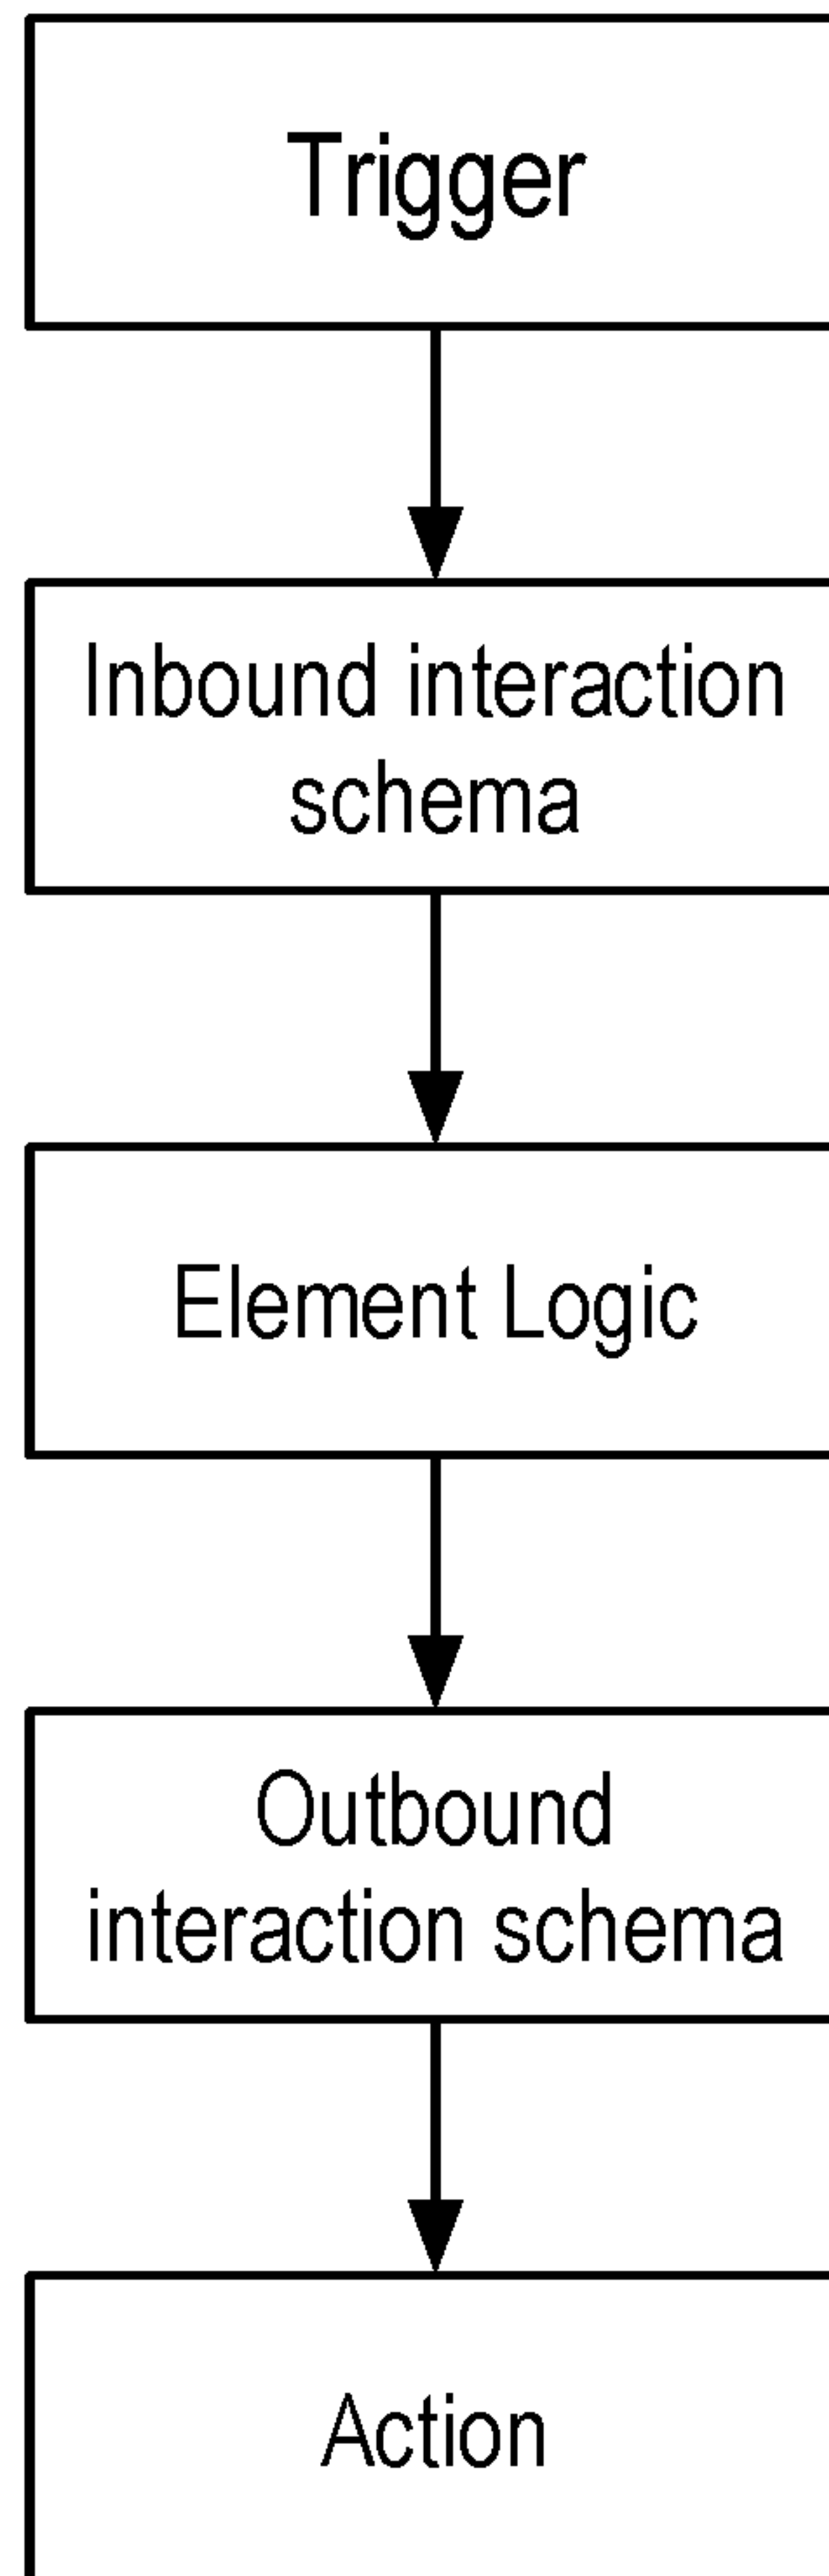 Trigger
Inbound interaction
schema
Element Logic
Outbound
interaction schema
Action